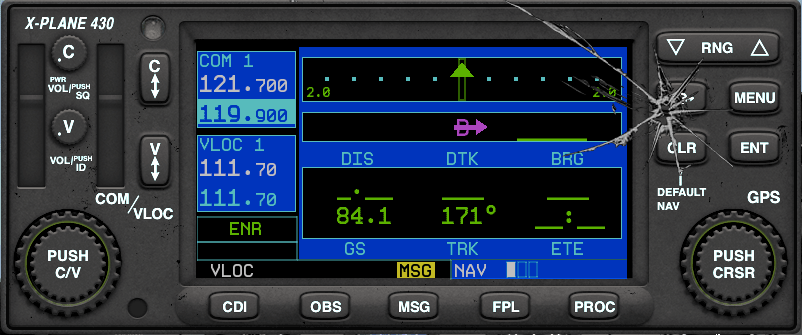 X-PLANE 430
.C
PWR
VOL/PUSH
SQ
.V
VOL/PUSH
ID
C
V
COM/VLOC
PUSH
C/V
COM 1
121.700
119.900
VLOC 1
111.70
111.70
ENR
2.0
2.0
D
DIS DTK BRG
__._ ___ ___
84.1 171° __:__
GS TRK ETE
VLOC MSG NAV
CDI OBS MSG FPL PROC
RNG
MENU
CLR ENT
DEFAULT
NAV
GPS
PUSH
CRSR